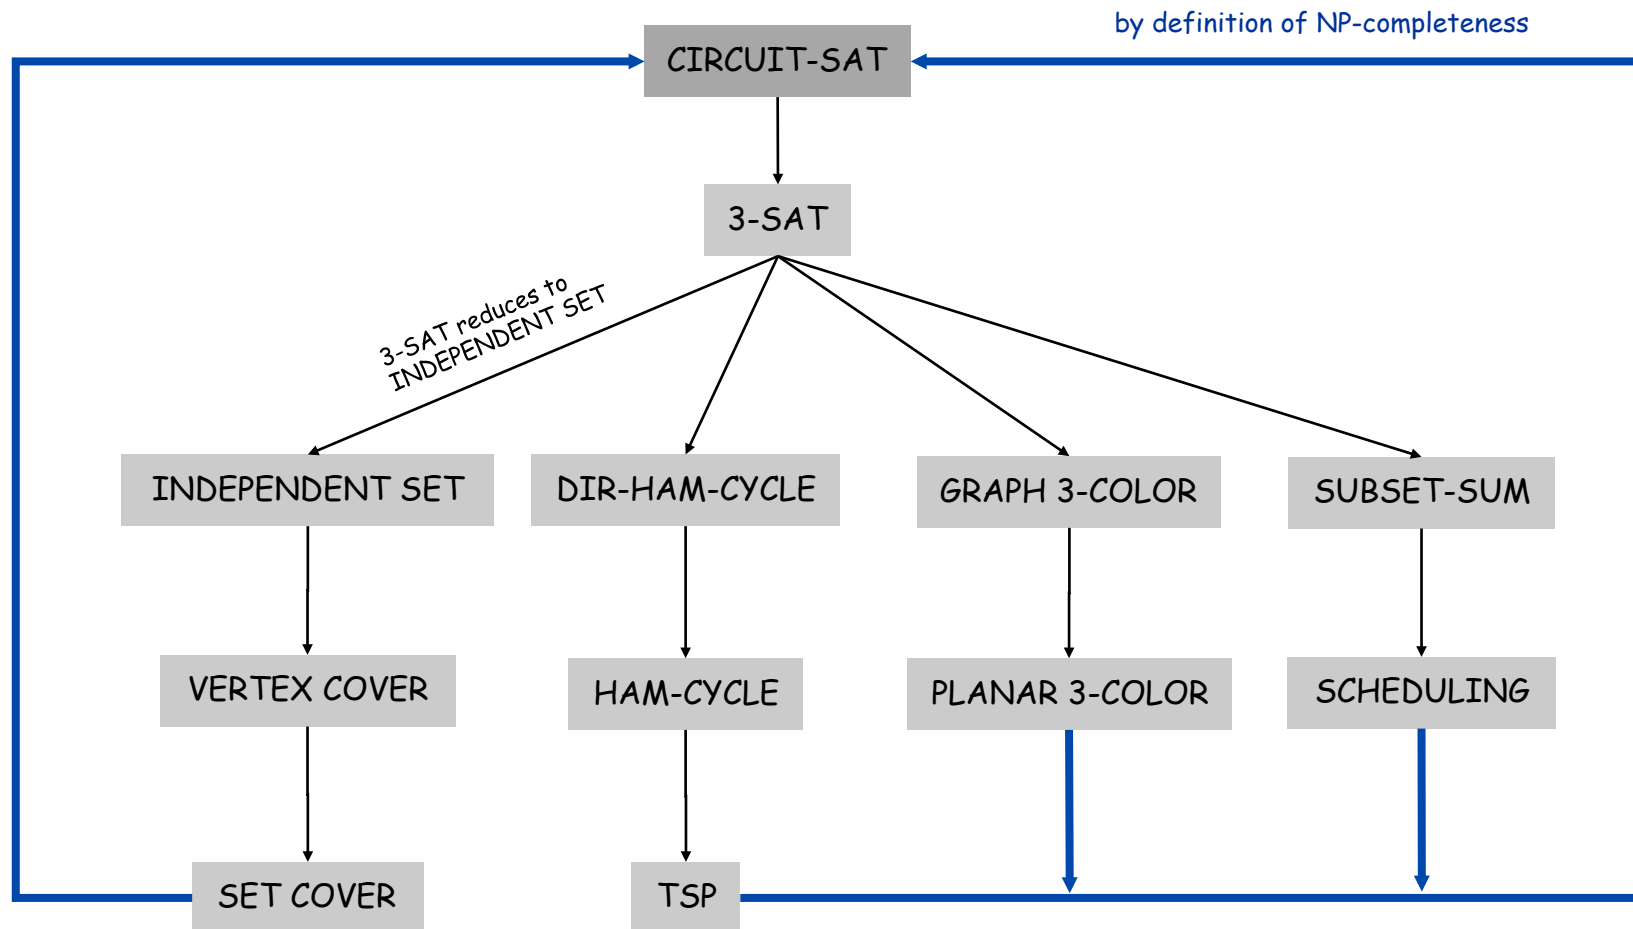 by definition of NP-completeness
CIRCUIT-SAT
3-SAT
3-SAT reduces to
INDEPENDENT SET
INDEPENDENT SET
DIR-HAM-CYCLE
GRAPH 3-COLOR
SUBSET-SUM
VERTEX COVER
HAM-CYCLE
PLANAR 3-COLOR
SCHEDULING
SET COVER
TSP